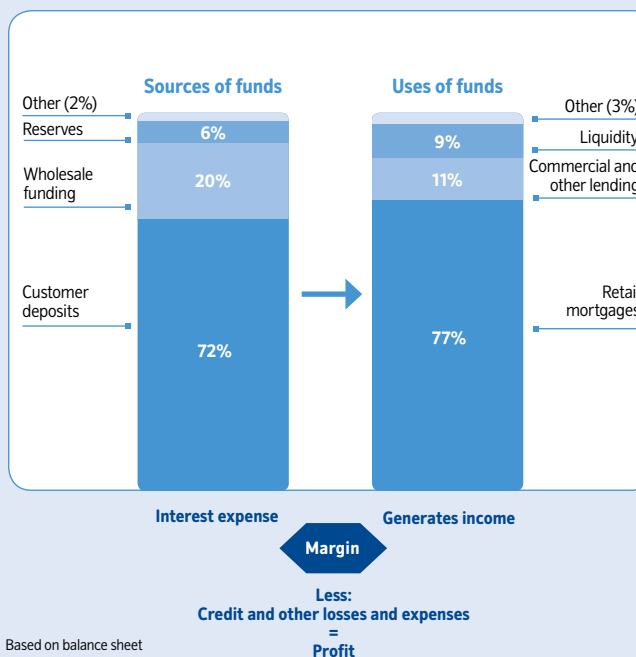 Sources of funds
Uses of funds
Other (2%)
Reserves
Wholesale
funding
Customer
deposits
6%
20%
72%
9%
11%
77%
Other (3%)
Liquidity
Commercial and
other lending
Retai
mortgages
Interest expense
Generates income
Margin
Less:
Credit and other losses and expenses
=
Profit
Based on balance sheet